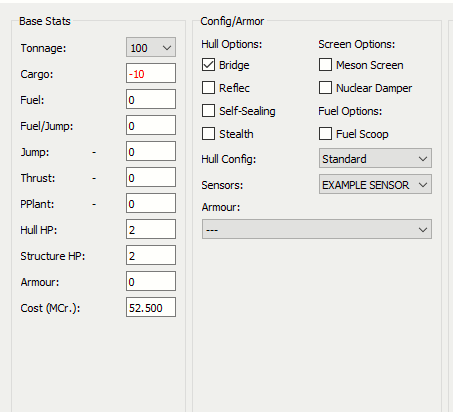 Base Stats
Tonnage: 100
Cargo: -10
Fuel: 0
Fuel/Jump: 0
Jump: - 0
Thrust: - 0
PPlant: - 0
Hull HP: 2
Structure HP: 2
Armour: 0
Cost (MCr.): 52.500
Config/Armor
Hull Options: Screen Options:
Bridge Meson Screen
Reflec Nuclear Damper
Self-Sealing Fuel Options:
Stealth Fuel Scoop
Hull Config: Standard
Sensors: EXAMPLE SENSOR
Armour:
---